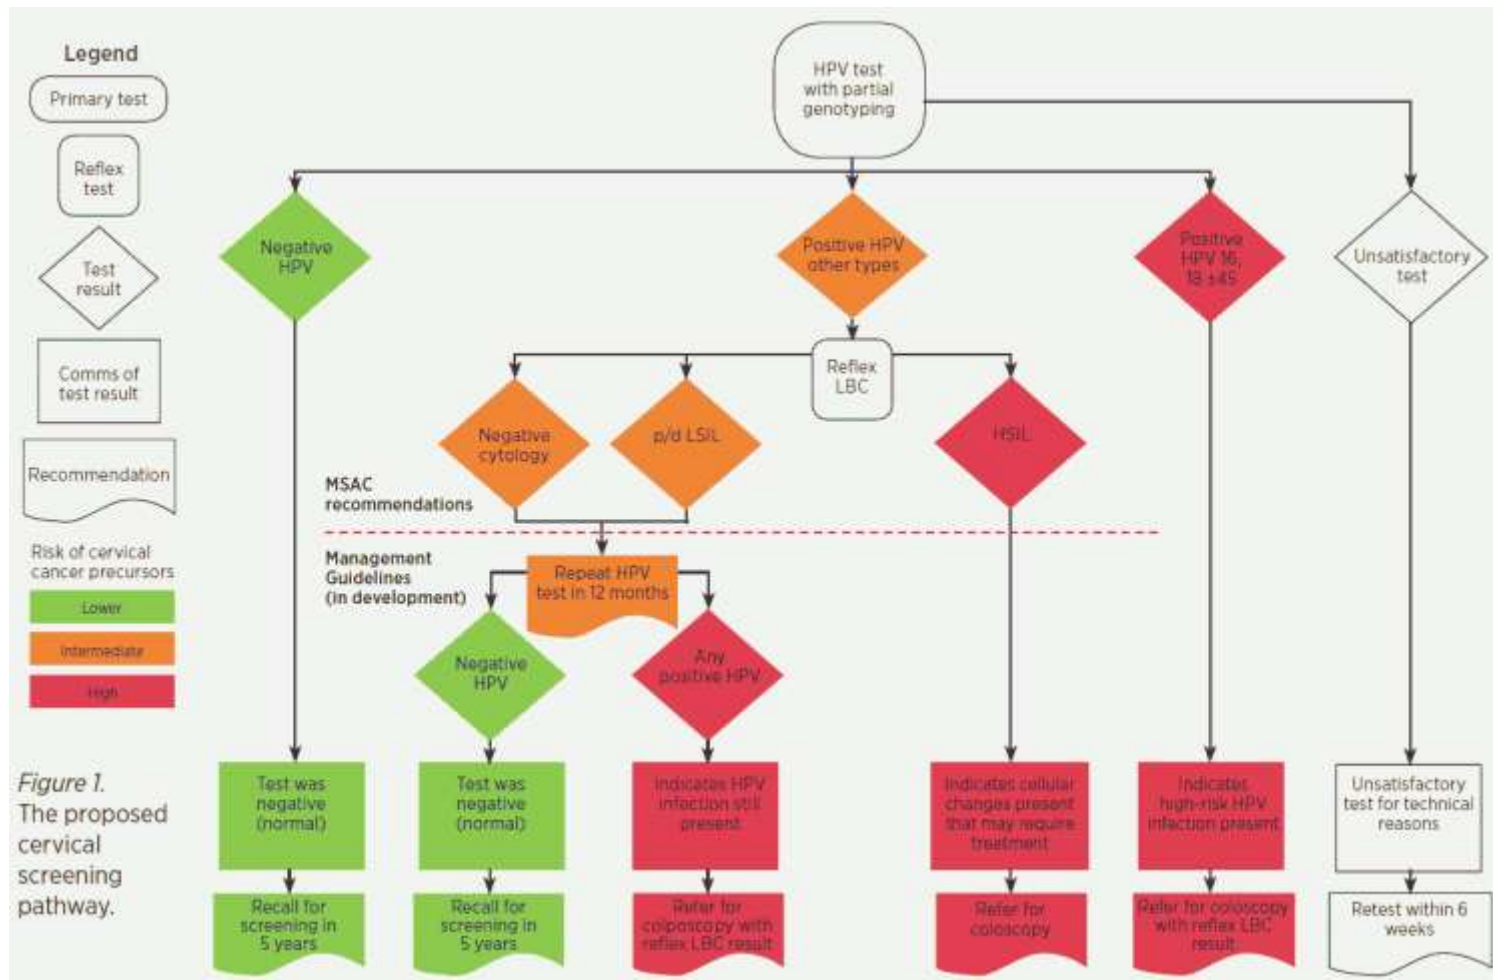 Legend
Primary test
Reflex
test
Test
result
Comms of
test result
Recommendation
Risk of cervical
cancer precursors
Lower
Intermediate
High
Figure 1.
The proposed
cervical
screening
pathway.
HPV test
with partial
genotyping
Negative
HPV
Positive HPV
other types
Positive
HPV 16,
18 ±45
Unsatisfactory
test
Reflex
LBC
Negative
cytology
p/d LSIL
HSIL
MSAC
recommendations
Management
Guidelines
(in development)
Repeat HPV
test in 12 months
Negative
HPV
Any
positive HPV
Test was
negative
(normal)
Test was
negative
(normal)
Indicates HPV
infection still
present
Indicates cellular
changes present
that may require
treatment
Indicates
high-risk HPV
infection present
Unsatisfactory
test for technical
reasons
Recall for
screening in
5 years
Recall for
screening in
5 years
Refer for
colposcopy with
reflex LBC result
Refer for
coloscopy
Refer for coloscopy
with reflex LBC
result
Retest within 6
weeks